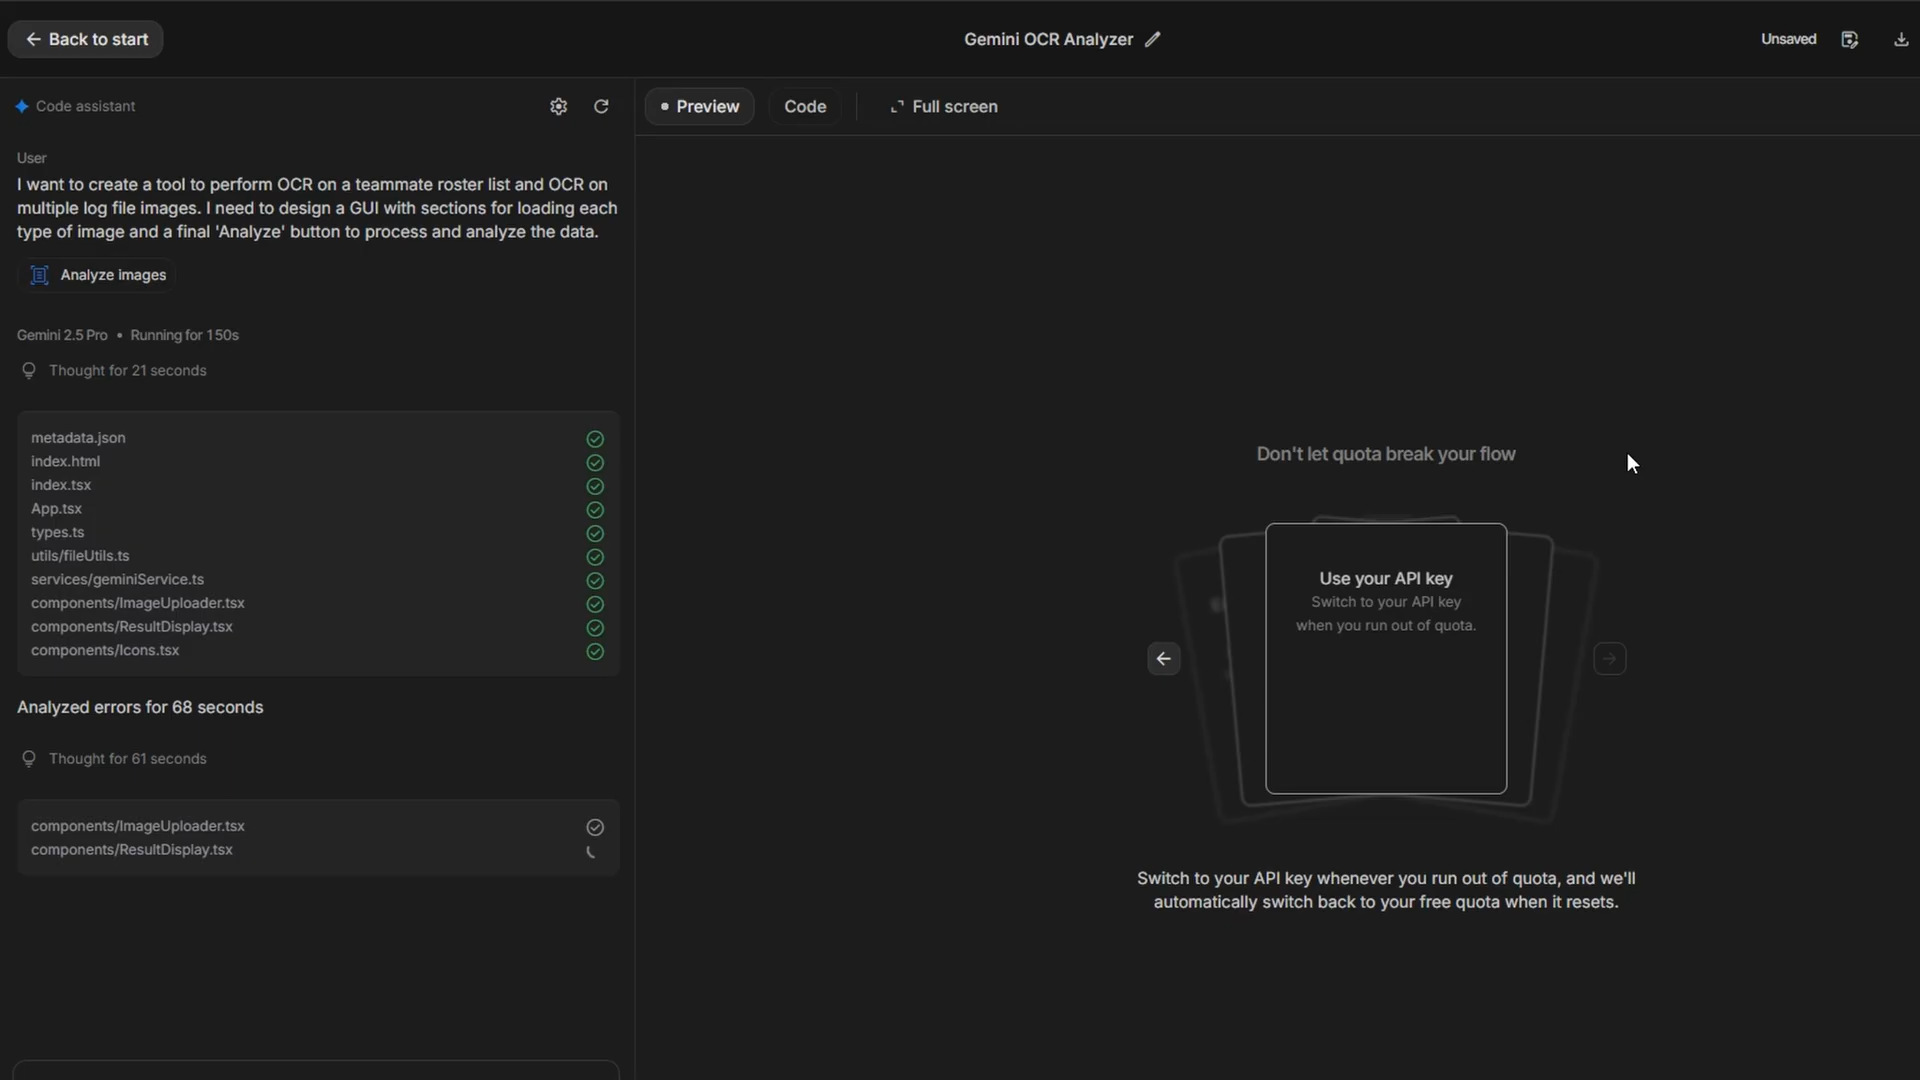 Back to start
Gemini OCR Analyzer
Unsaved
Code assistant
Preview
Code
Full screen
User
I want to create a tool to perform OCR on a teammate roster list and OCR on
multiple log file images. I need to design a GUI with sections for loading each
type of image and a final 'Analyze' button to process and analyze the data.
Analyze images
Gemini 2.5 Pro • Running for 150s
Thought for 21 seconds
metadata.json
index.html
index.tsx
App.tsx
types.ts
utils/fileUtils.ts
services/geminiService.ts
components/ImageUploader.tsx
components/ResultDisplay.tsx
components/Icons.tsx
Analyzed errors for 68 seconds
Thought for 61 seconds
components/ImageUploader.tsx
components/ResultDisplay.tsx
Don't let quota break your flow
Use your API key
Switch to your API key
when you run out of quota.
Switch to your API key whenever you run out of quota, and we'll
automatically switch back to your free quota when it resets.